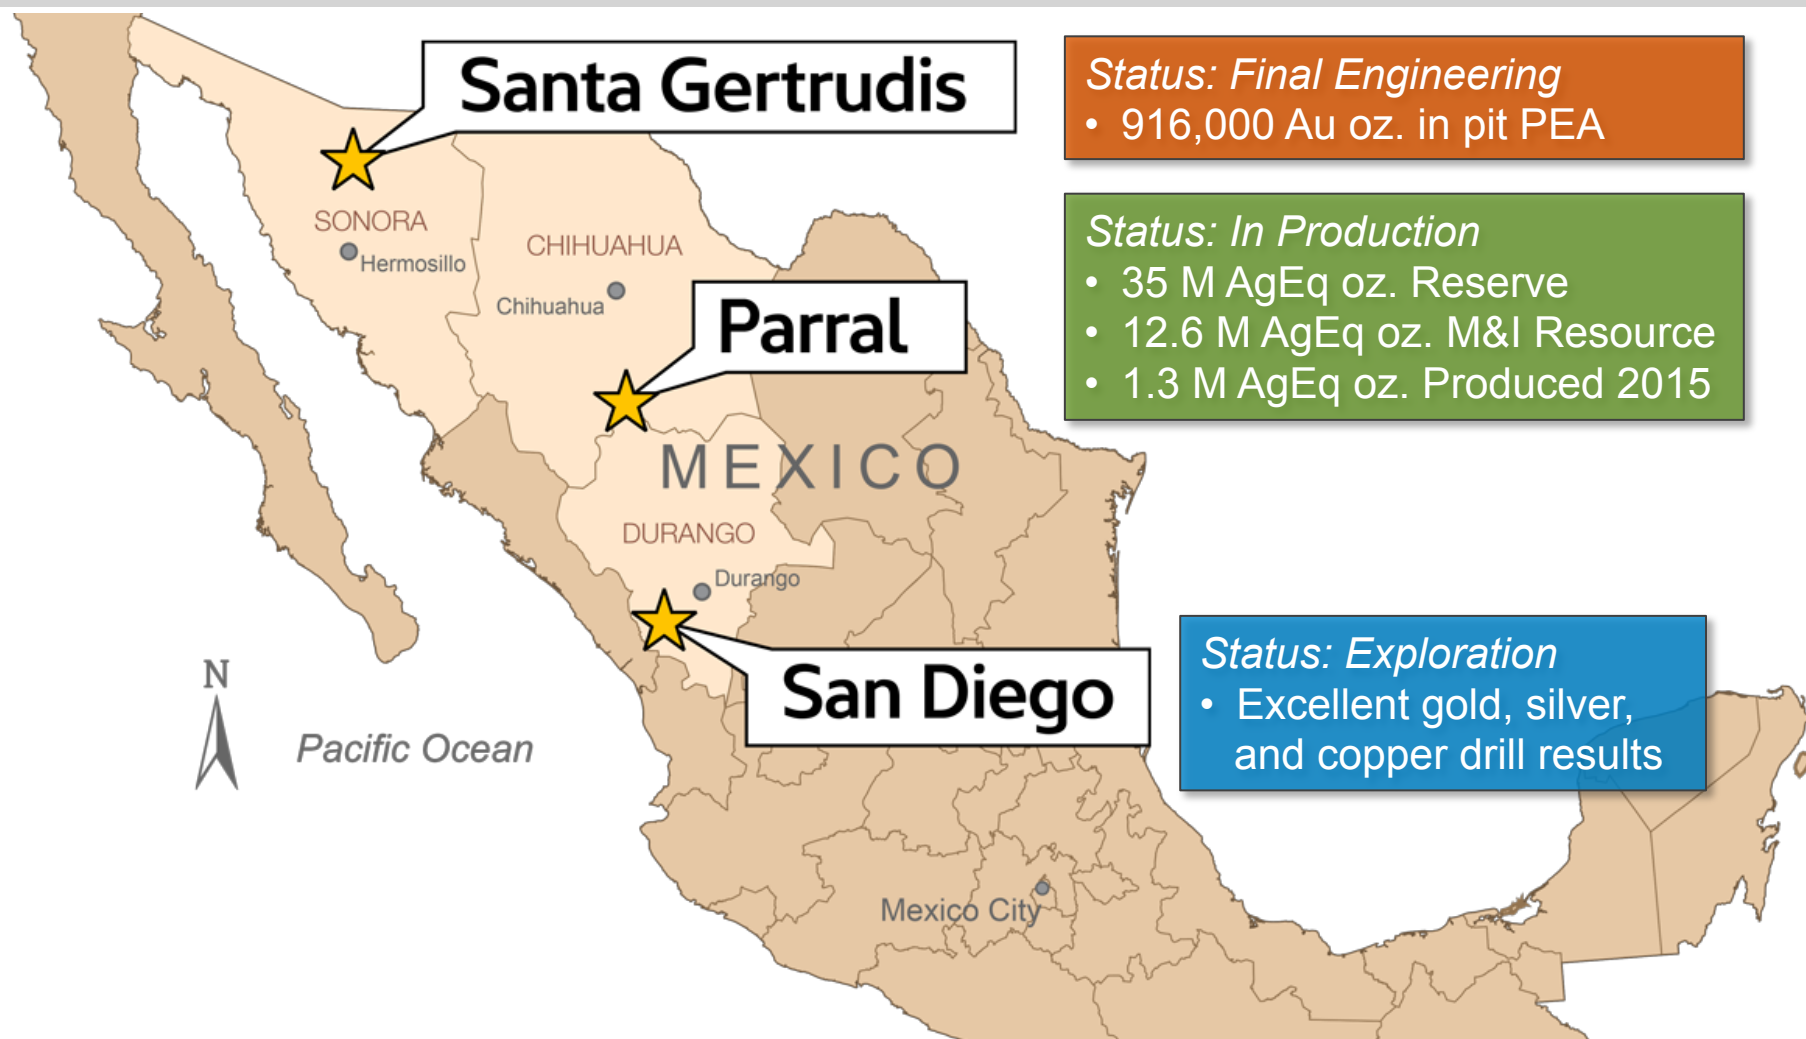 Santa Gertrudis
Status: Final Engineering
• 916,000 Au oz. in pit PEA
SONORA
Hermosillo
CHIHUAHUA
Chihuahua
Status: In Production
• 35 M AgEq oz. Reserve
• 12.6 M AgEq oz. M&I Resource
• 1.3 M AgEq oz. Produced 2015
Parral
MEXICO
DURANGO
Durango
San Diego
Status: Exploration
• Excellent gold, silver,
and copper drill results
N
Pacific Ocean
Mexico City